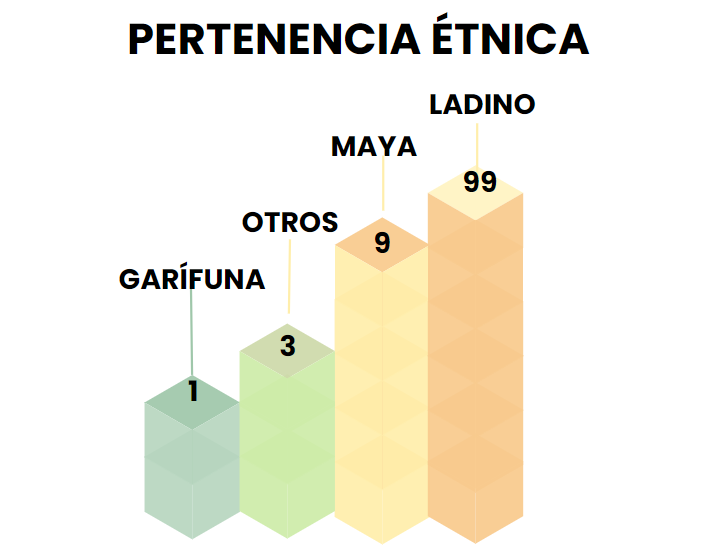 PERTENENCIA ÉTNICA
LADINO
MAYA
99
OTROS
9
GARÍFUNA
3
1